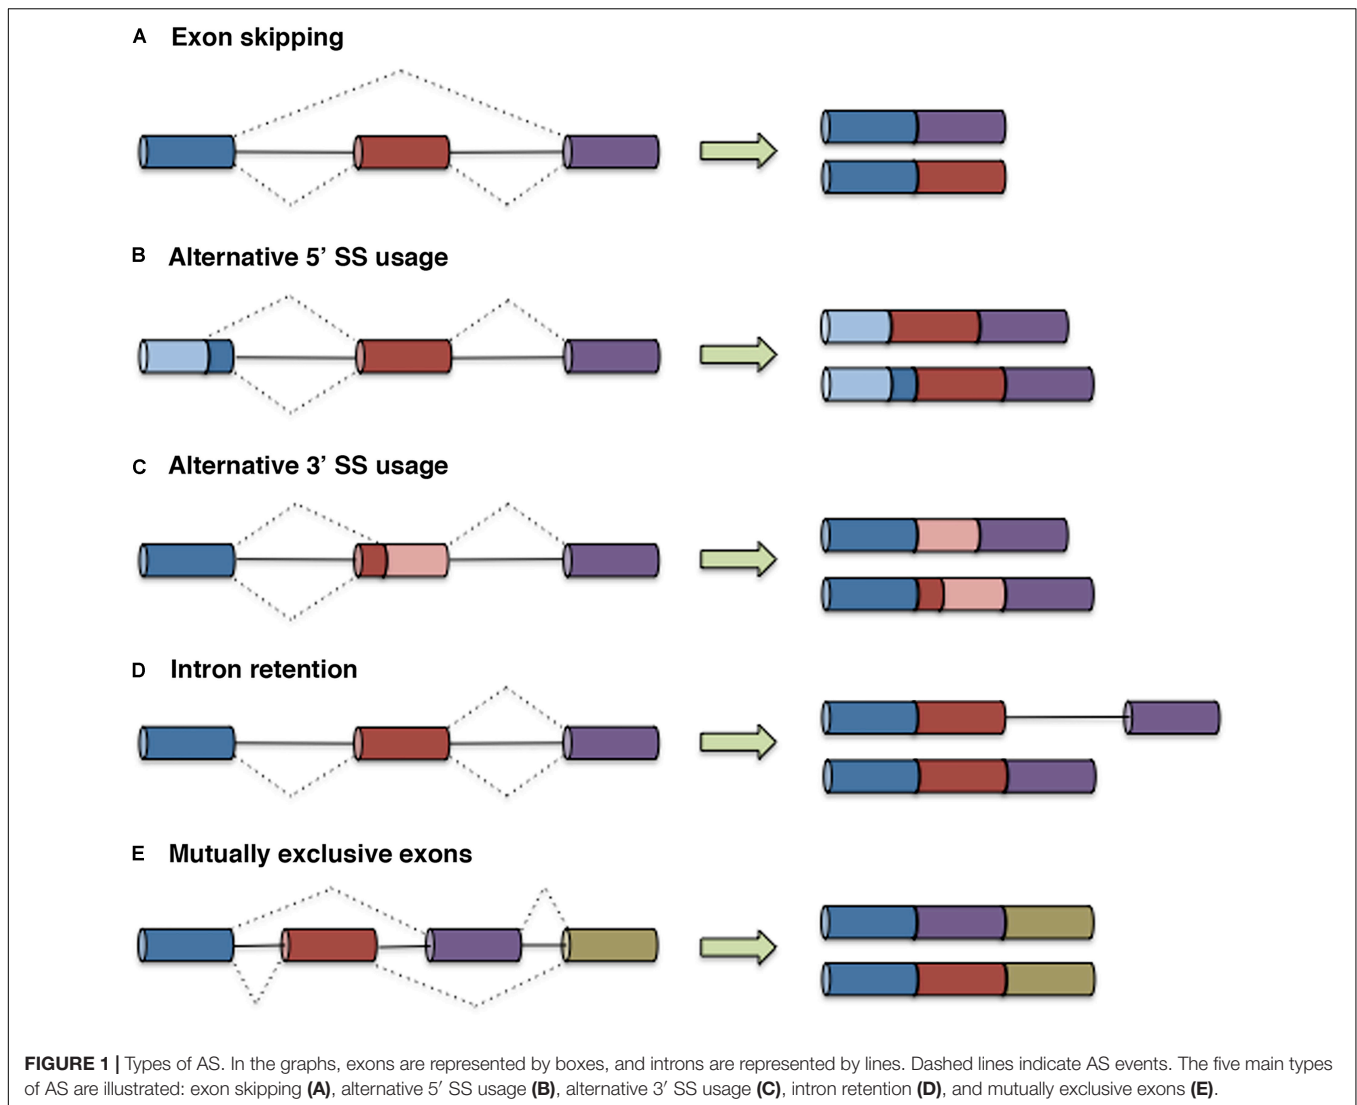 A Exon skipping
B Alternative 5' SS usage
C Alternative 3' SS usage
D Intron retention
E Mutually exclusive exons
FIGURE 1 | Types of AS. In the graphs, exons are represented by boxes, and introns are represented by lines. Dashed lines indicate AS events. The five main types
of AS are illustrated: exon skipping (A), alternative 5′ SS usage (B), alternative 3′ SS usage (C), intron retention (D), and mutually exclusive exons (E).